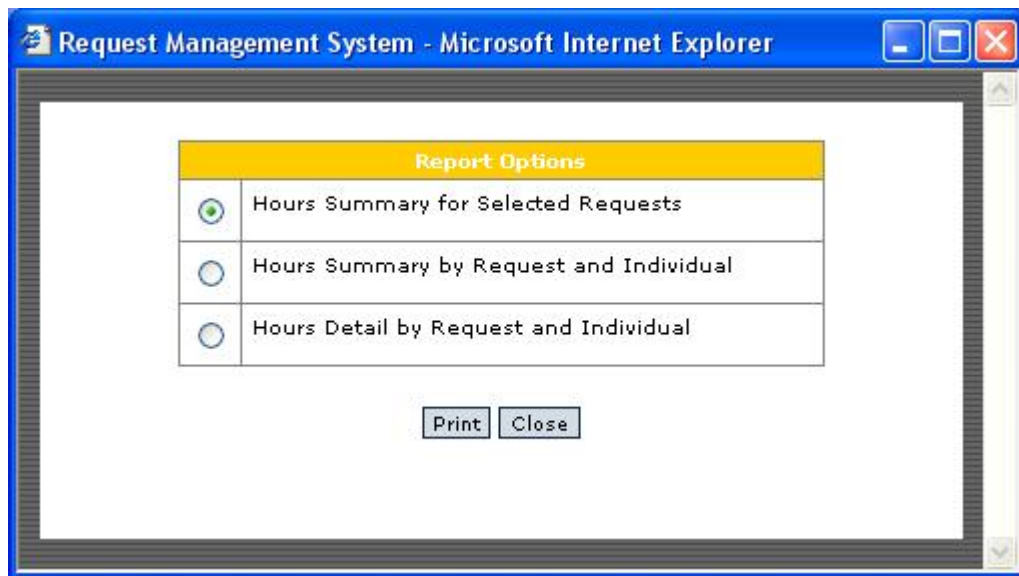 Request Management System - Microsoft Internet Explorer
Report Options
Hours Summary for Selected Requests
Hours Summary by Request and Individual
Hours Detail by Request and Individual
Print Close